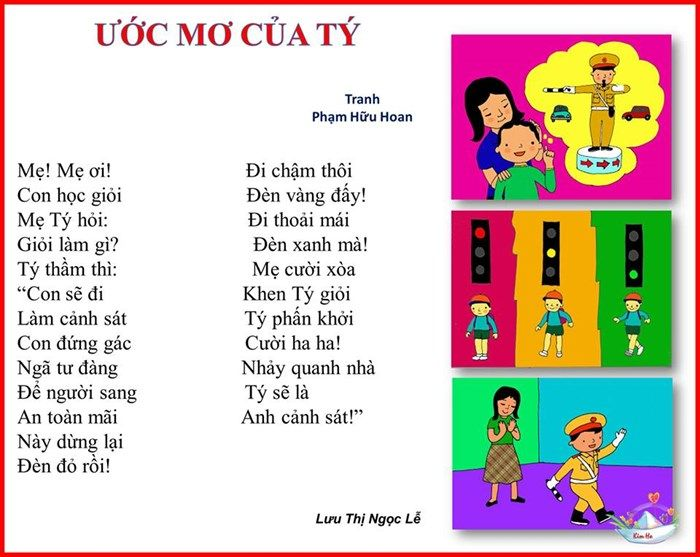 ƯỚC MƠ CỦA TÝ
Tranh
Phạm Hữu Hoan
Mẹ! Mẹ ơi!
Con học giỏi
Mẹ Tý hỏi:
Giỏi làm gì?
Tý thầm thì:
“Con sẽ đi
Làm cảnh sát
Con đứng gác
Ngã tư đàng
Để người sang
An toàn mãi
Này dừng lại
Đèn đỏ rồi!
Đi chậm thôi
Đèn vàng đấy!
Đi thoải mái
Đèn xanh mà!
Mẹ cười xòa
Khen Tý giỏi
Tý phấn khởi
Cười ha ha!
Nhảy quanh nhà
Tý sẽ là
Anh cảnh sát!”
Lưu Thị Ngọc Lễ
Kim Hoa